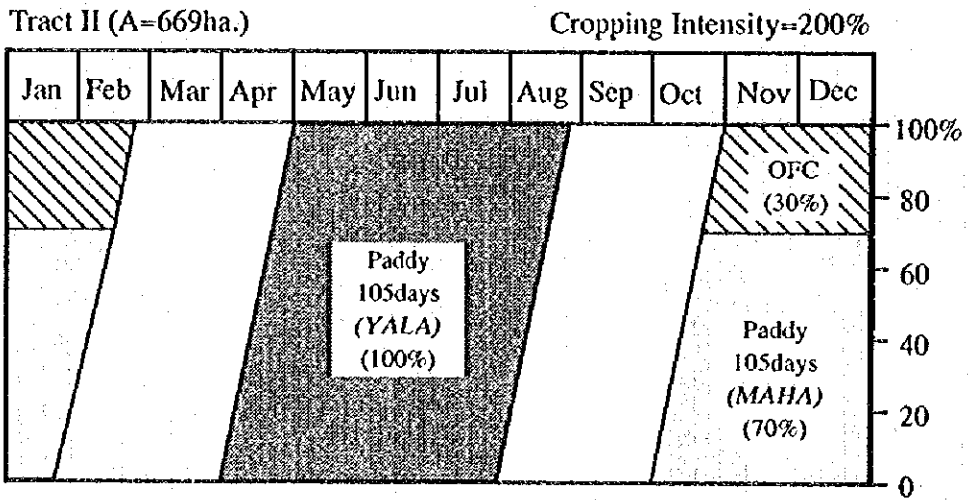 Tract II (A=669ha.) Cropping Intensity=200%
Jan Feb Mar Apr May Jun Jul Aug Sep Oct Nov Dec
100%
OFC
(30%)
80
Paddy
105days
(YALA)
(100%)
60
Paddy
105days
(MAHA)
(70%)
40
20
0